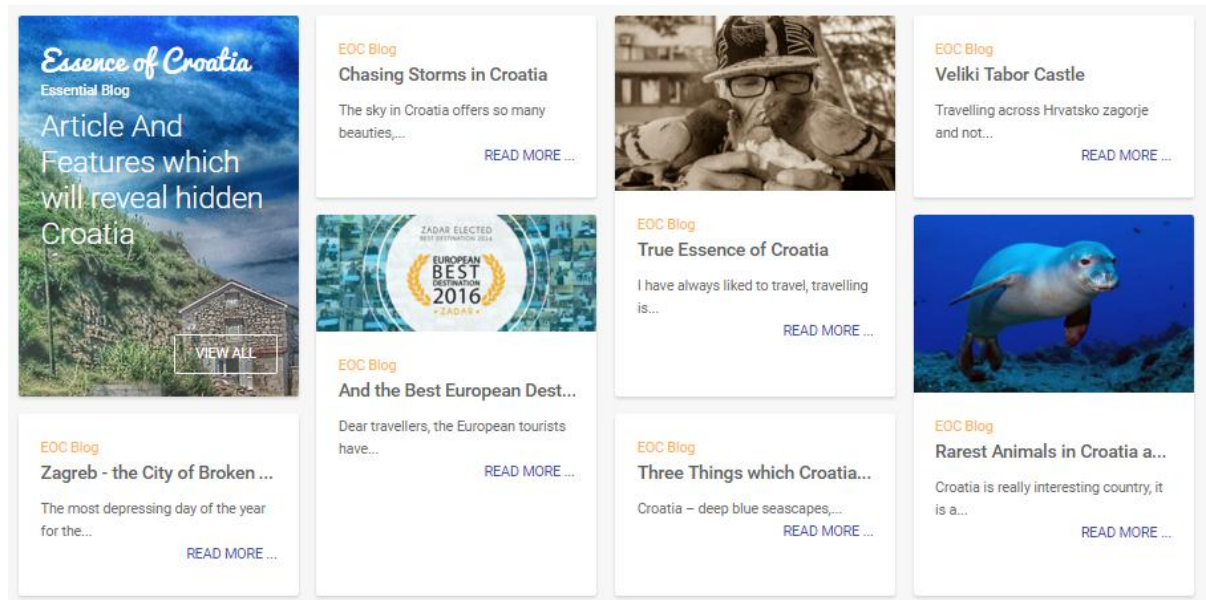 Essence of Croatia
Essential Blog
Article And
Features which
will reveal hidden
Croatia
VIEW ALL
EOC Blog
Zagreb - the City of Broken ...
The most depressing day of the year
for the...
READ MORE ...
EOC Blog
Chasing Storms in Croatia
The sky in Croatia offers so many
beauties,...
READ MORE ...
ZADAR ELECTED
BEST DESTINATION 2016
EUROPEAN
BEST
DESTINATION
2016
ZADAR
EOC Blog
And the Best European Dest...
Dear travellers, the European tourists
have...
READ MORE ...
EOC Blog
True Essence of Croatia
I have always liked to travel, travelling
is...
READ MORE ...
EOC Blog
Three Things which Croatia...
Croatia – deep blue seascapes,...
READ MORE ...
EOC Blog
Veliki Tabor Castle
Travelling across Hrvatsko zagorje
and not...
READ MORE ...
EOC Blog
Rarest Animals in Croatia a...
Croatia is really interesting country, it
is a...
READ MORE ...